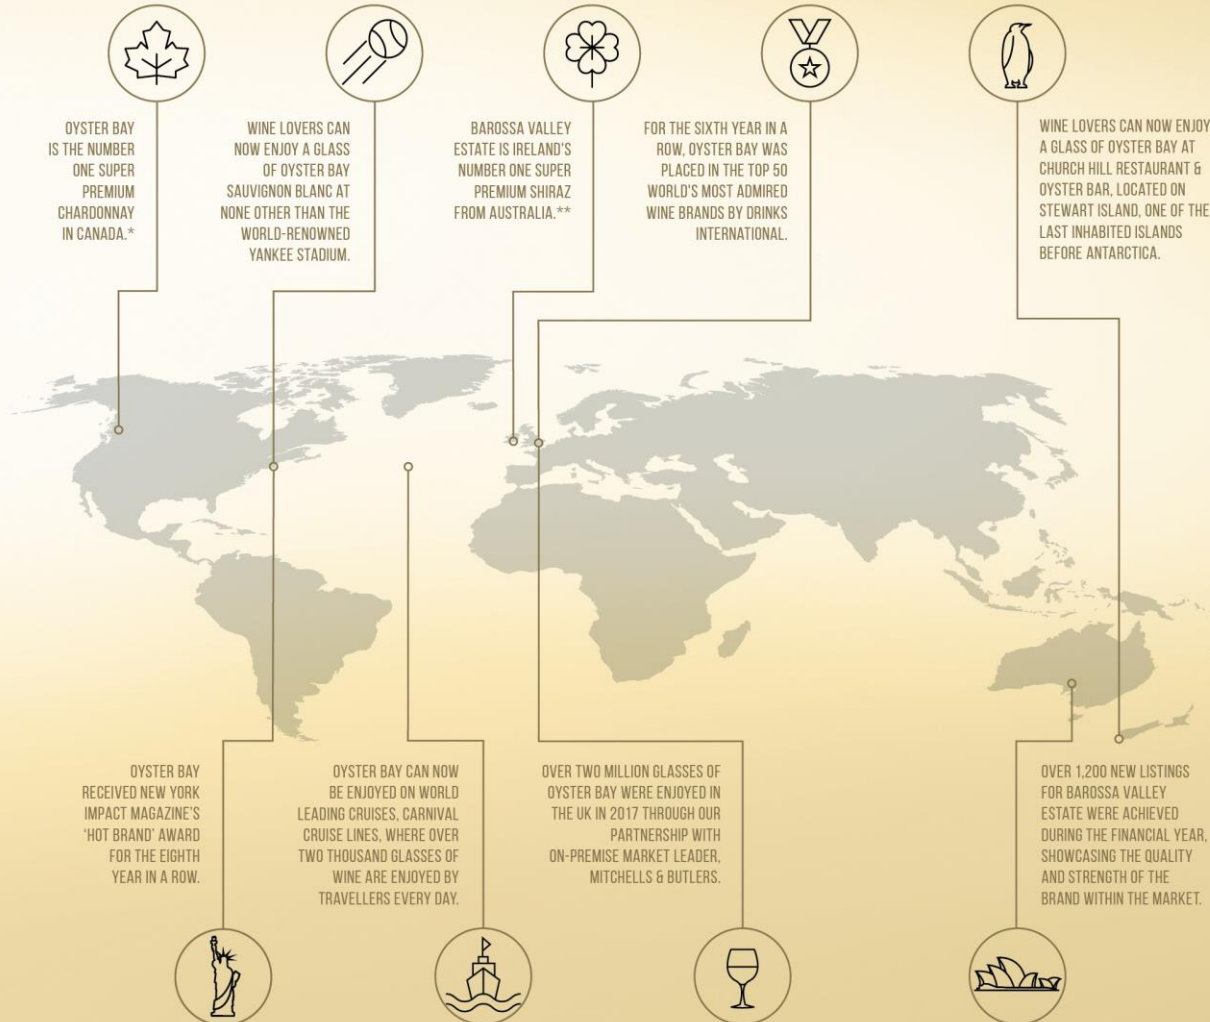 OYSTER BAY
IS THE NUMBER
ONE SUPER
PREMIUM
CHARDONNAY
IN CANADA.*
WINE LOVERS CAN
NOW ENJOY A GLASS
OF OYSTER BAY
SAUVIGNON BLANC AT
NONE OTHER THAN THE
WORLD-RENOWNED
YANKEE STADIUM.
BAROSSA VALLEY
ESTATE IS IRELAND'S
NUMBER ONE SUPER
PREMIUM SHIRAZ
FROM AUSTRALIA.**
FOR THE SIXTH YEAR IN A
ROW, OYSTER BAY WAS
PLACED IN THE TOP 50
WORLD'S MOST ADMIRED
WINE BRANDS BY DRINKS
INTERNATIONAL.
WINE LOVERS CAN NOW ENJOY
A GLASS OF OYSTER BAY AT
CHURCH HILL RESTAURANT &
OYSTER BAR, LOCATED ON
STEWART ISLAND, ONE OF THE
LAST INHABITED ISLANDS
BEFORE ANTARCTICA.
OYSTER BAY
RECEIVED NEW YORK
IMPACT MAGAZINE'S
'HOT BRAND' AWARD
FOR THE EIGHTH
YEAR IN A ROW.
OYSTER BAY CAN NOW
BE ENJOYED ON WORLD
LEADING CRUISES, CARNIVAL
CRUISE LINES, WHERE OVER
TWO THOUSAND GLASSES OF
WINE ARE ENJOYED BY
TRAVELLERS EVERY DAY.
OVER TWO MILLION GLASSES OF
OYSTER BAY WERE ENJOYED IN
THE UK IN 2017 THROUGH OUR
PARTNERSHIP WITH
ON-PREMISE MARKET LEADER,
MITCHELLS & BUTLERS.
OVER 1,200 NEW LISTINGS
FOR BAROSSA VALLEY
ESTATE WERE ACHIEVED
DURING THE FINANCIAL YEAR,
SHOWCASING THE QUALITY
AND STRENGTH OF THE
BRAND WITHIN THE MARKET.